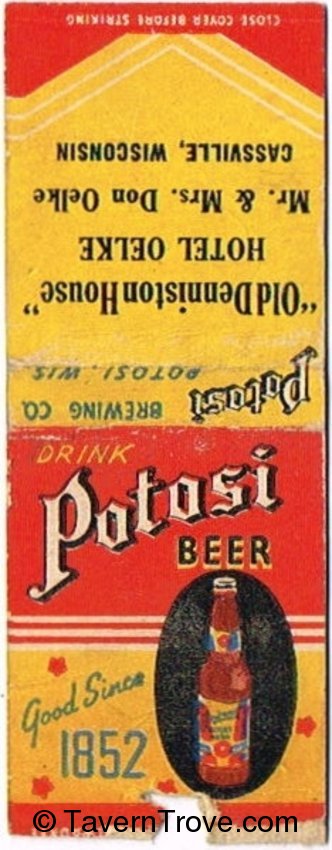 CLOSE COVER BEFORE STRIKING
"Old Denniston House"
HOTEL OELKE
Mr. & Mrs. Don Oelke
CASSVILLE, WISCONSIN
Potosi
BREWING CO.
POTOSI, WIS.
DRINK
Potosi
BEER
Good Since
1852
© TavernTrove.com